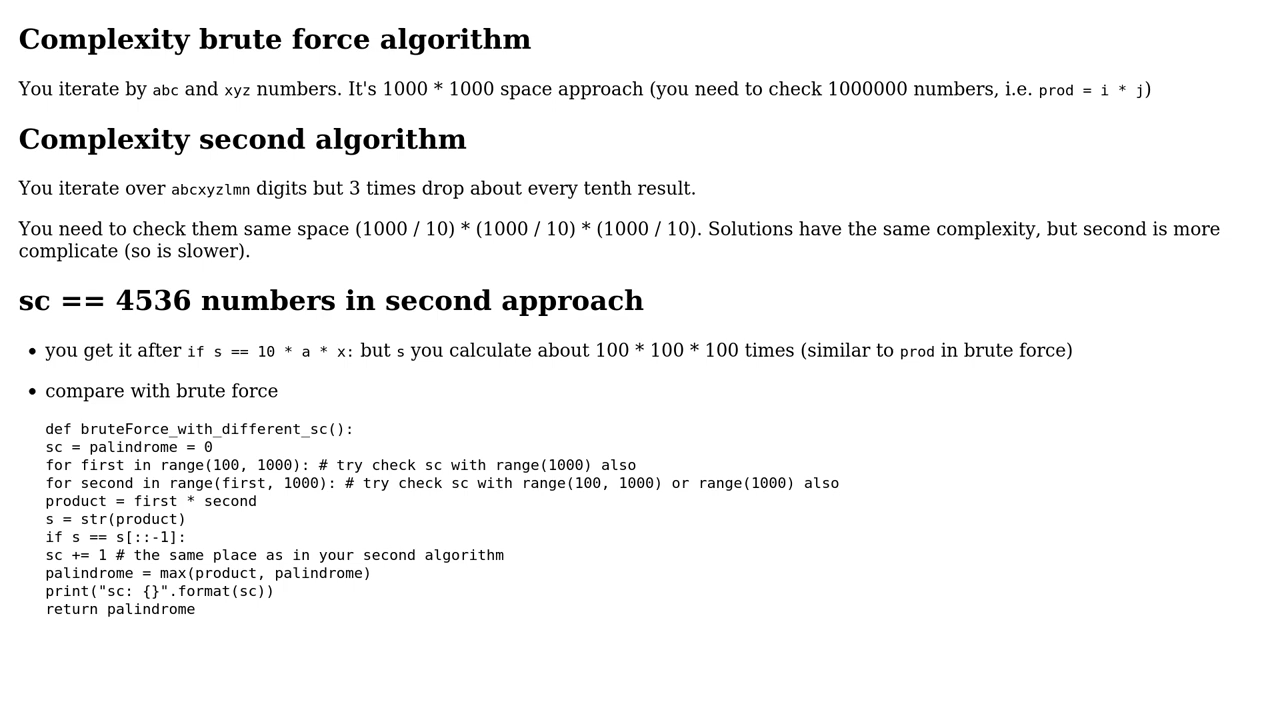 Complexity brute force algorithm
You iterate by abc and xyz numbers. It's 1000 * 1000 space approach (you need to check 1000000 numbers, i.e. prod = i * j)
Complexity second algorithm
You iterate over abcxyzlmn digits but 3 times drop about every tenth result.
You need to check them same space (1000 / 10) * (1000 / 10) * (1000 / 10). Solutions have the same complexity, but second is more
complicate (so is slower).
sc == 4536 numbers in second approach
• you get it after if s == 10 * a * x: but s you calculate about 100 * 100 * 100 times (similar to prod in brute force)
• compare with brute force
def bruteForce_with_different_sc():
sc = palindrome = 0
for first in range(100, 1000): # try check sc with range(1000) also
for second in range(first, 1000): # try check sc with range(100, 1000) or range(1000) also
product = first * second
s = str(product)
if s == s[::-1]:
sc += 1 # the same place as in your second algorithm
palindrome = max(product, palindrome)
print("sc: {}".format(sc))
return palindrome